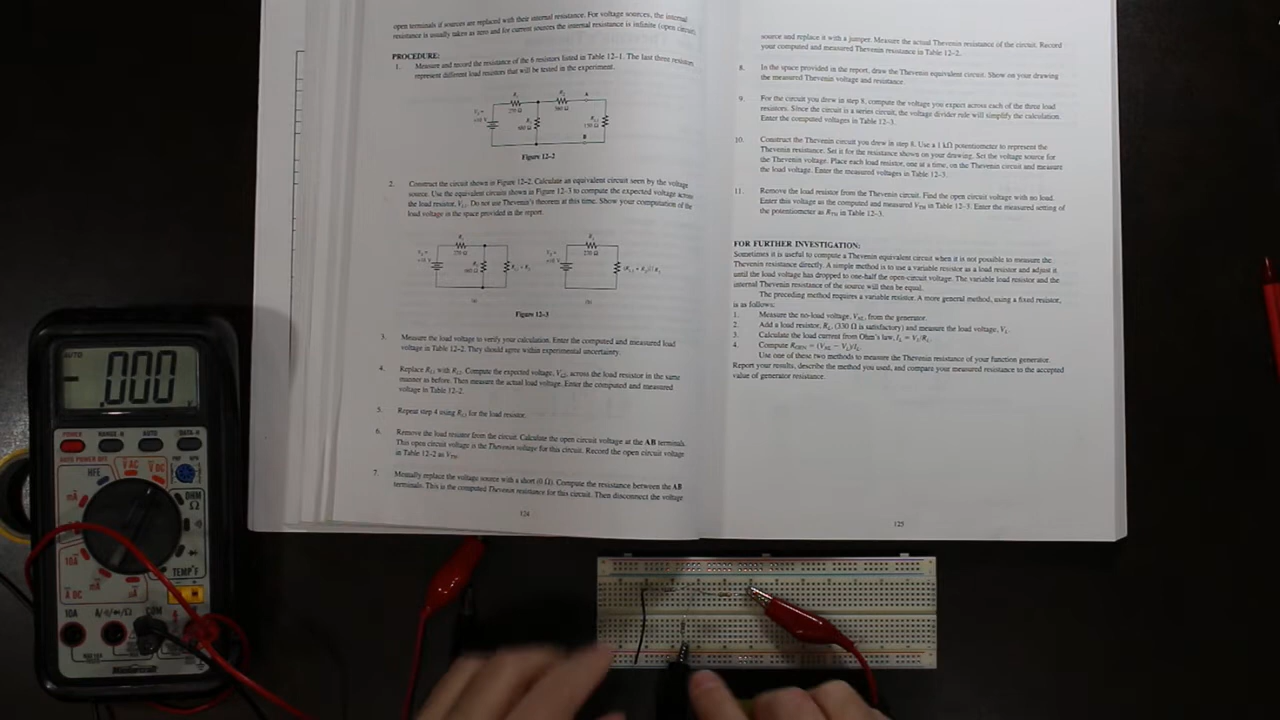 open terminals if sources are replaced with their internal resistance. For voltage sources, the internal
resistance is usually taken as zero and for current sources the internal resistance is infinite (open circuit).
PROCEDURE:
1. Measure and record the resistance of the 6 resistors listed in Table 12–1. The last three resistors
represent different load resistors that will be tested in the experiment.
Figure 12–2
2. Construct the circuit shown in Figure 12–2. Calculate an equivalent circuit seen by the voltage
source. Use the equivalent circuit shown in Figure 12–3 to compute the expected voltage across
the load resistor, VL1. Do not use Thevenin's theorem at this time. Show your computation of the
load voltage in the space provided in the report.
(a)
(b)
Figure 12–3
3. Measure the load voltage to verify your calculation. Enter the computed and measured load
voltage in Table 12–2. They should agree within experimental uncertainty.
4. Replace RL1 with RL2. Compute the expected voltage, VL2, across the load resistor in the same
manner as before. Then measure the actual load voltage. Enter the computed and measured
voltage in Table 12–2.
5. Repeat step 4 using RL3 for the load resistor.
6. Remove the load resistor from the circuit. Calculate the open circuit voltage at the AB terminals.
This open circuit voltage is the Thevenin voltage for this circuit. Record the open circuit voltage
in Table 12–2 as VTH.
7. Mentally replace the voltage source with a short (0 Ω). Compute the resistance between the AB
terminals. This is the computed Thevenin resistance for this circuit. Then disconnect the voltage
124
source and replace it with a jumper. Measure the actual Thevenin resistance of the circuit. Record
your computed and measured Thevenin resistance in Table 12–2.
8. In the space provided in the report, draw the Thevenin equivalent circuit. Show on your drawing
the measured Thevenin voltage and resistance.
9. For the circuit you drew in step 8, compute the voltage you expect across each of the three load
resistors. Since the circuit is a series circuit, the voltage divider rule will simplify the calculation.
Enter the computed voltages in Table 12–3.
10. Construct the Thevenin circuit you drew in step 8. Use a 1 kΩ potentiometer to represent the
Thevenin resistance. Set it for the resistance shown on your drawing. Set the voltage source for
the Thevenin voltage. Place each load resistor, one at a time, on the Thevenin circuit and measure
the load voltage. Enter the measured voltages in Table 12–3.
11. Remove the load resistor from the Thevenin circuit. Find the open circuit voltage with no load.
Enter this voltage as the computed and measured VTH in Table 12–3. Enter the measured setting of
the potentiometer as RTH in Table 12–3.
FOR FURTHER INVESTIGATION:
Sometimes it is useful to compute a Thevenin equivalent circuit when it is not possible to measure the
Thevenin resistance directly. A simple method is to use a variable resistor as a load resistor and adjust it
until the load voltage has dropped to one-half the open-circuit voltage. The variable load resistor and the
internal Thevenin resistance of the source will then be equal.
The preceding method requires a variable resistor. A more general method, using a fixed resistor,
is as follows:
1. Measure the no-load voltage, VNL, from the generator.
2. Add a load resistor, RL, (330 Ω is satisfactory) and measure the load voltage, VL.
3. Calculate the load current from Ohm's law, IL = VL/RL.
4. Compute RGEN = (VNL − VL)/IL.
Use one of these two methods to measure the Thevenin resistance of your function generator.
Report your results, describe the method you used, and compare your measured resistance to the accepted
value of generator resistance.
125
AUTO
-.000
POWER RANGE-H AUTO DATA-H
AUTO POWER OFF
HFE
V AC
V DC
OHM
Ω
mA
10A
A DC
TEMP°F
10A
COM
Mastercraft